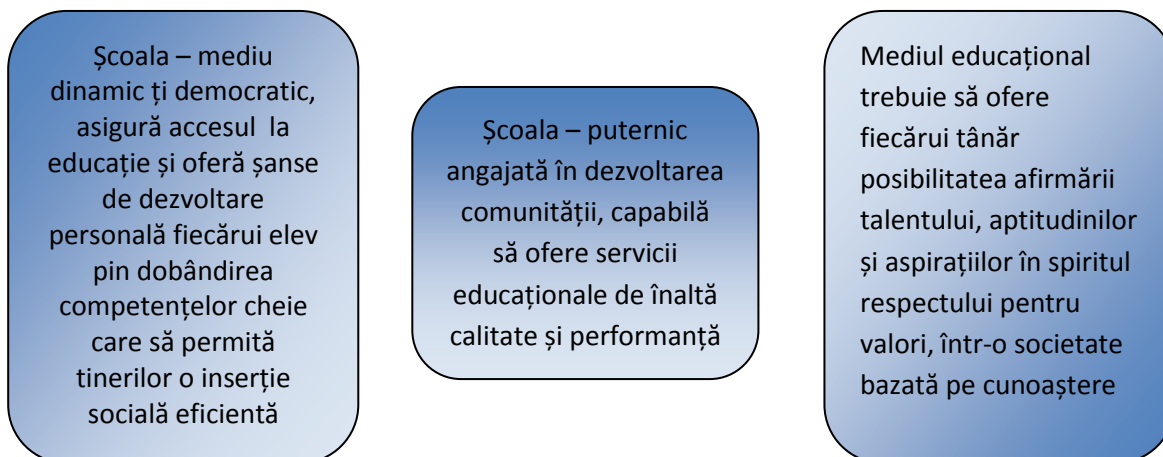 Școala – mediu
dinamic ți democratic,
asigură accesul la
educație și oferă șanse
de dezvoltare
personală fiecărui elev
pin dobândirea
competențelor cheie
care să permită
tinerilor o inserție
socială eficientă
Școala – puternic
angajată în dezvoltarea
comunității, capabilă
să ofere servicii
educaționale de înaltă
calitate și performanță
Mediul educațional
trebuie să ofere
fiecărui tânăr
posibilitatea afirmării
talentului, aptitudinilor
și aspirațiilor în spiritul
respectului pentru
valori, într-o societate
bazată pe cunoaștere